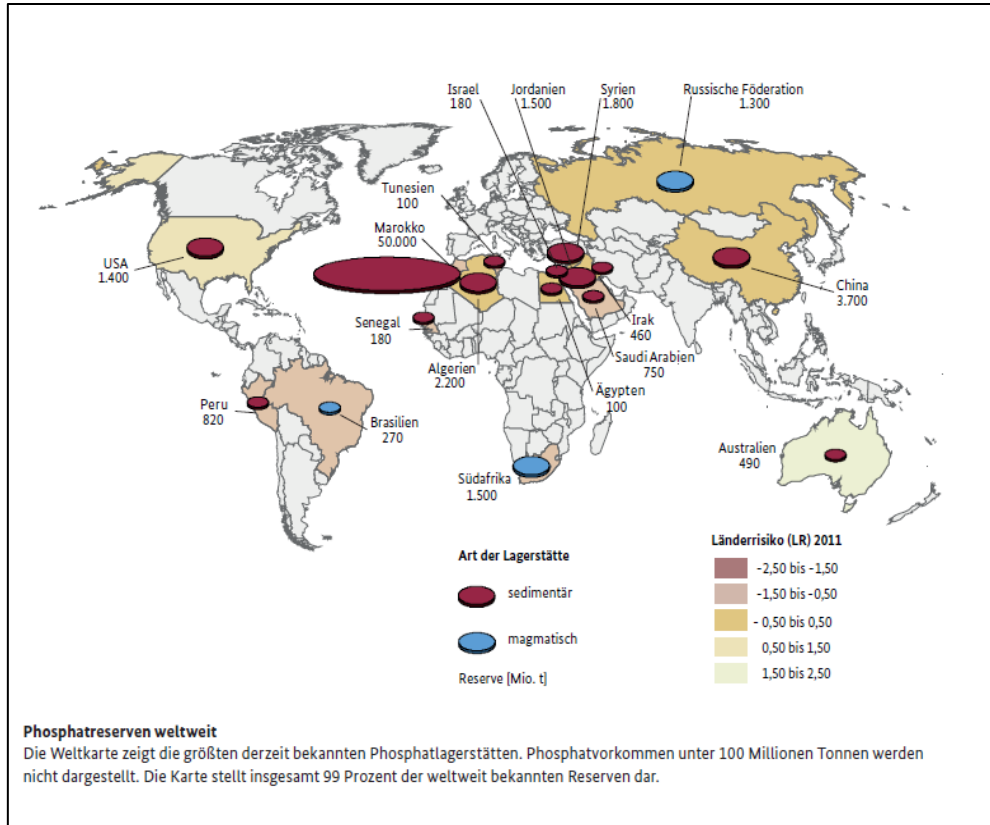 Israel
180
Jordanien
1.500
Syrien
1.800
Russische Föderation
1.300
Tunesien
100
Marokko
50.000
USA
1.400
China
3.700
Senegal
180
Irak
460
Algerien
2.200
Saudi Arabien
750
Ägypten
100
Peru
820
Brasilien
270
Australien
490
Südafrika
1.500
Art der Lagerstätte
sedimentär
magmatisch
Reserve [Mio. t]
Länderrisiko (LR) 2011
-2,50 bis -1,50
-1,50 bis -0,50
- 0,50 bis 0,50
0,50 bis 1,50
1,50 bis 2,50
Phosphatreserven weltweit
Die Weltkarte zeigt die größten derzeit bekannten Phosphatlagerstätten. Phosphatvorkommen unter 100 Millionen Tonnen werden
nicht dargestellt. Die Karte stellt insgesamt 99 Prozent der weltweit bekannten Reserven dar.